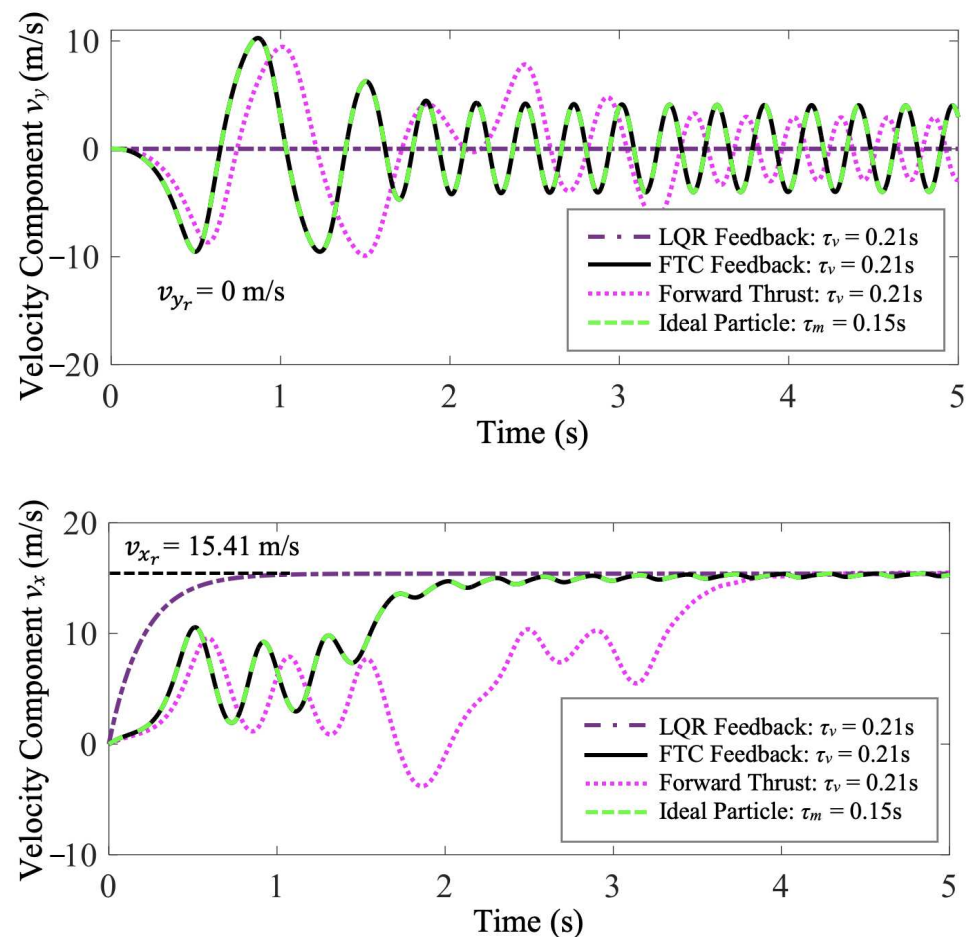 Velocity Component v_y (m/s)
10
0
−10
−20
v_{y_r} = 0 m/s
LQR Feedback: τ_v = 0.21s
FTC Feedback: τ_v = 0.21s
Forward Thrust: τ_v = 0.21s
Ideal Particle: τ_m = 0.15s
0 1 2 3 4 5
Time (s)
Velocity Component v_x (m/s)
20
10
0
−10
v_{x_r} = 15.41 m/s
LQR Feedback: τ_v = 0.21s
FTC Feedback: τ_v = 0.21s
Forward Thrust: τ_v = 0.21s
Ideal Particle: τ_m = 0.15s
0 1 2 3 4 5
Time (s)